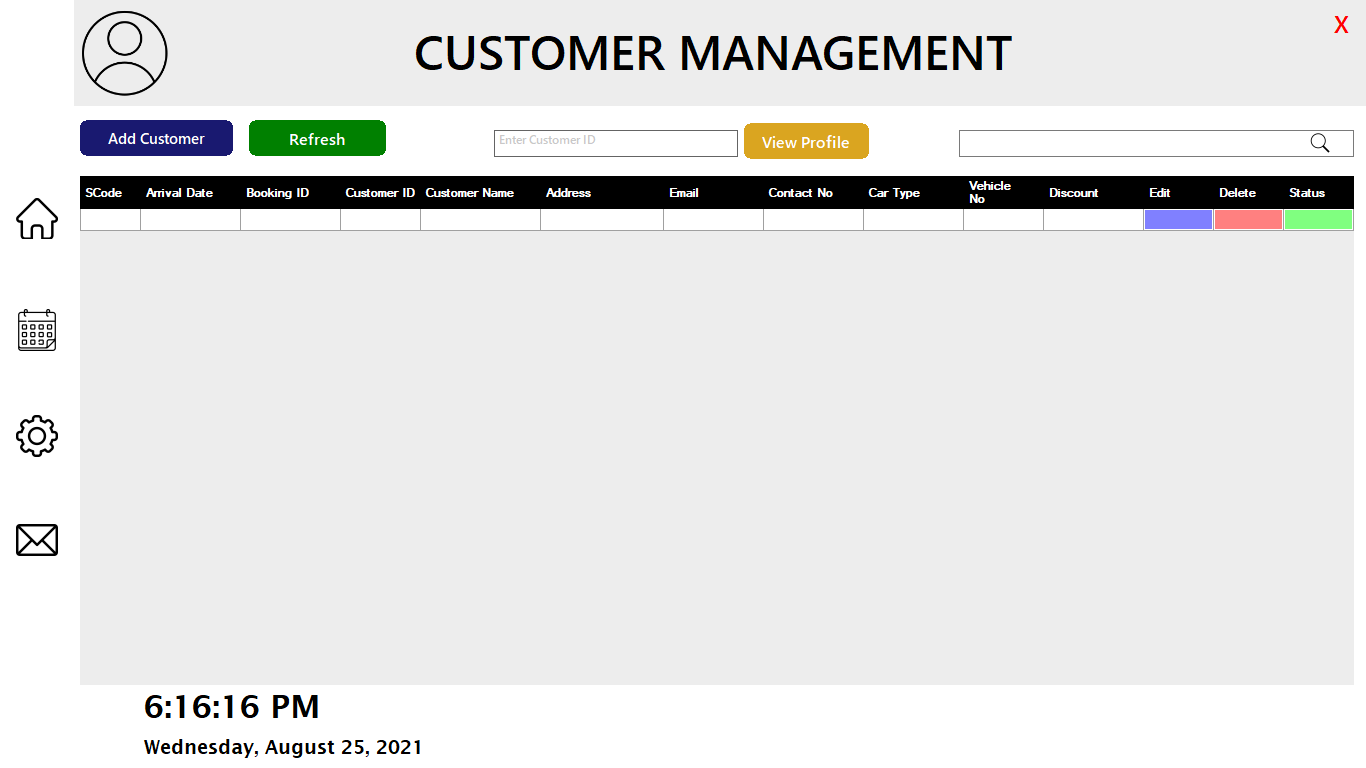 CUSTOMER MANAGEMENT
X
Add Customer
Refresh
Enter Customer ID
View Profile
SCode Arrival Date Booking ID Customer ID Customer Name Address Email Contact No Car Type Vehicle No Discount Edit Delete Status
6:16:16 PM
Wednesday, August 25, 2021